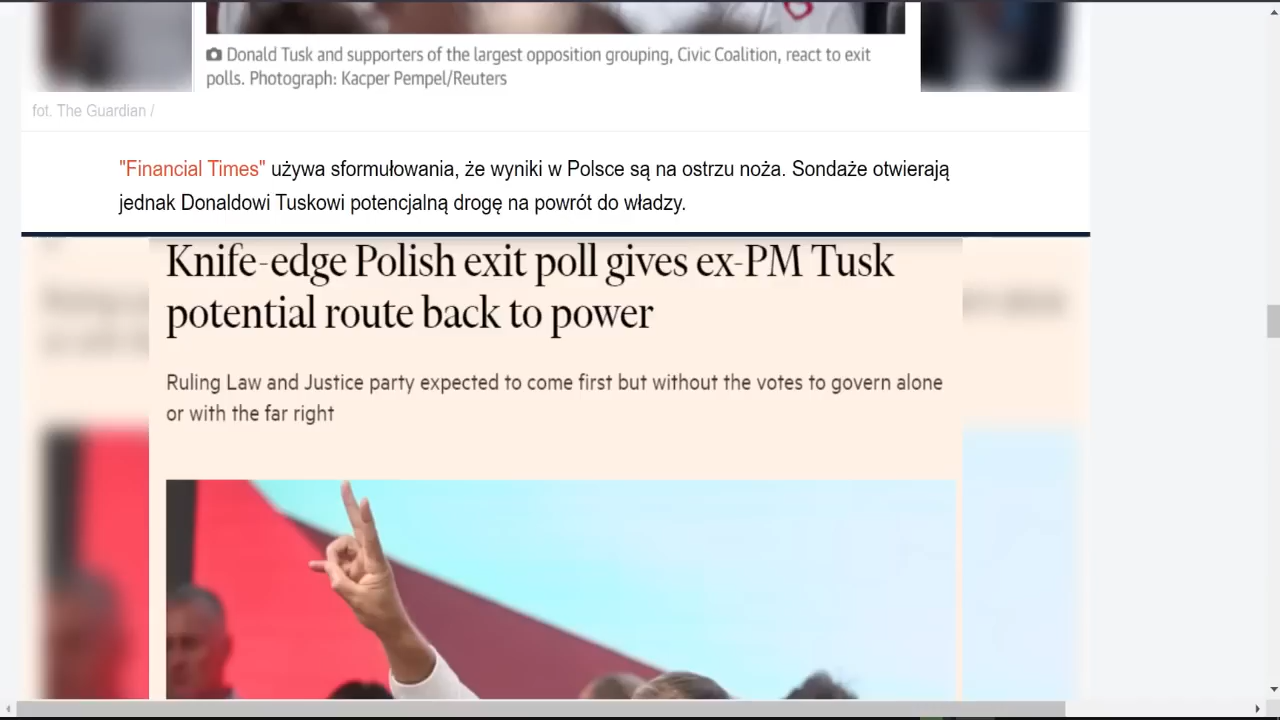 Donald Tusk and supporters of the largest opposition grouping, Civic Coalition, react to exit
polls. Photograph: Kacper Pempel/Reuters
fot. The Guardian /
"Financial Times" używa sformułowania, że wyniki w Polsce są na ostrzu noża. Sondaże otwierają
jednak Donaldowi Tuskowi potencjalną drogę na powrót do władzy.
Knife-edge Polish exit poll gives ex-PM Tusk
potential route back to power
Ruling Law and Justice party expected to come first but without the votes to govern alone
or with the far right